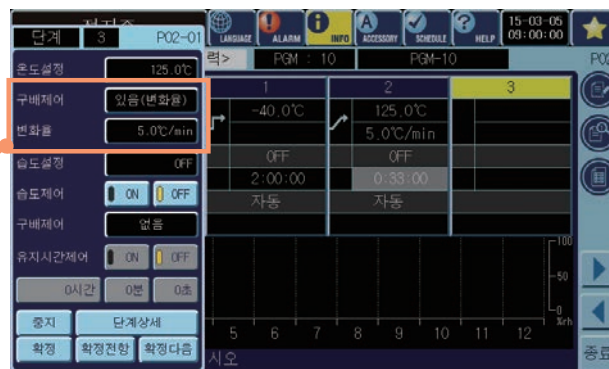 단계 3 P02-01
온도설정 125.0℃
구배제어 있음(변화율)
변화율 5.0℃/min
습도설정 OFF
습도제어 ON OFF
구배제어 없음
유지시간제어 ON OFF
0시간 0분 0초
중지 단계상세
확정 확정전향 확정다음
LANGUAGE ALARM INFO ACCESSORY SCHEDULE HELP
15-03-05
09:00:00
력> PGM : 10 PGM-10 P02
1 2 3
-40.0℃ 125.0℃
5.0℃/min
OFF OFF
2:00:00 0:33:00
자동 자동
100
50
0
%rh
5 6 7 8 9 10 11 12
시오
종료